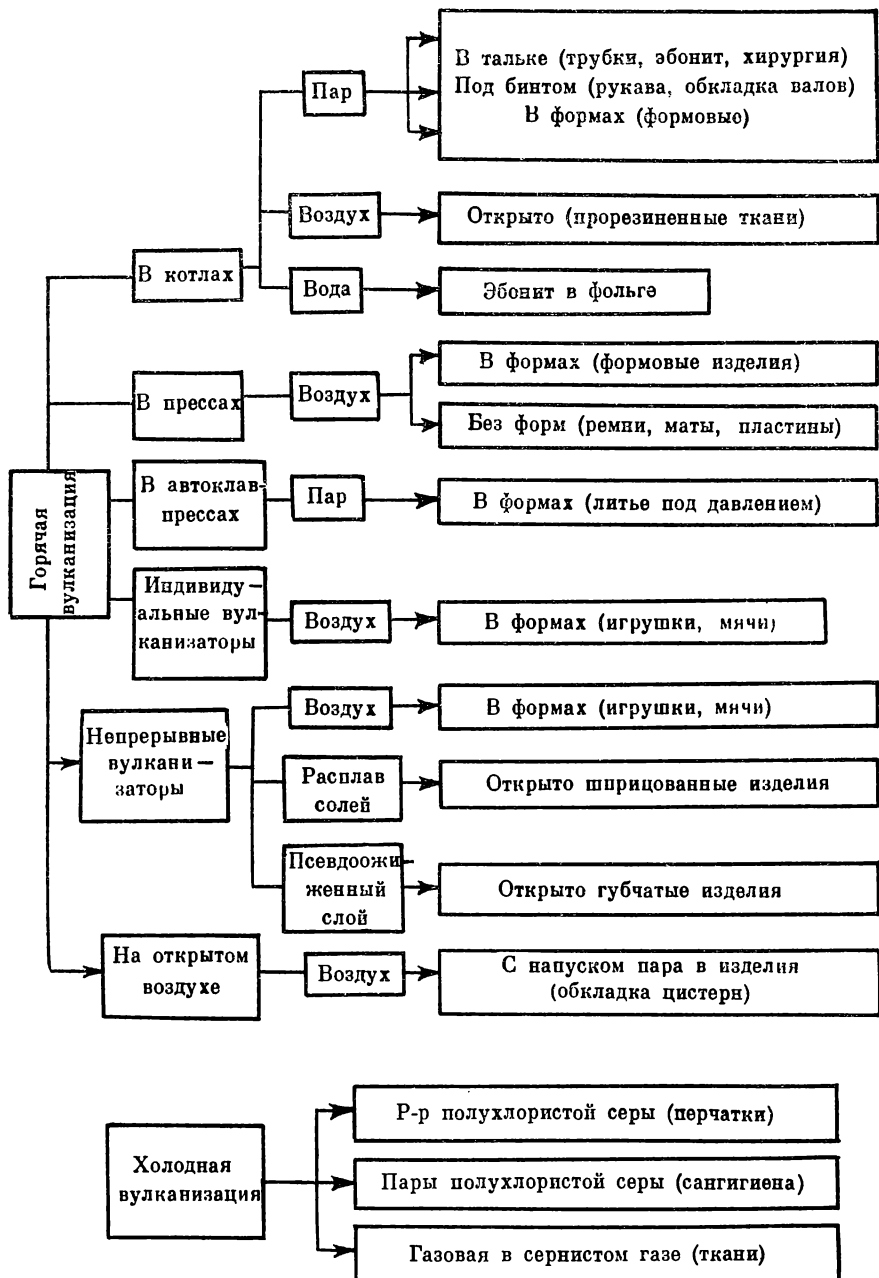 Пар
В тальке (трубки, эбонит, хирургия)
Под бинтом (рукава, обкладка валов)
В формах (формовые)
Воздух
Открыто (прорезиненные ткани)
В котлах
Вода
Эбонит в фольге
В прессах
Воздух
В формах (формовые изделия)
Без форм (ремни, маты, пластины)
Горячая
вулканизация
В автоклав-
прессах
Пар
В формах (литье под давлением)
Индивиду—
альные вул-
канизаторы
Воздух
В формах (игрушки, мячи)
Непрерывные
вулкани—
заторы
Воздух
В формах (игрушки, мячи)
Расплав
солей
Открыто шприцованные изделия
Псевдоожи-
женный
слой
Открыто губчатые изделия
На открытом
воздухе
Воздух
С напуском пара в изделия
(обкладка цистерн)
Холодная
вулканизация
Р-р полухлористой серы (перчатки)
Пары полухлористой серы (сангигиена)
Газовая в сернистом газе (ткани)